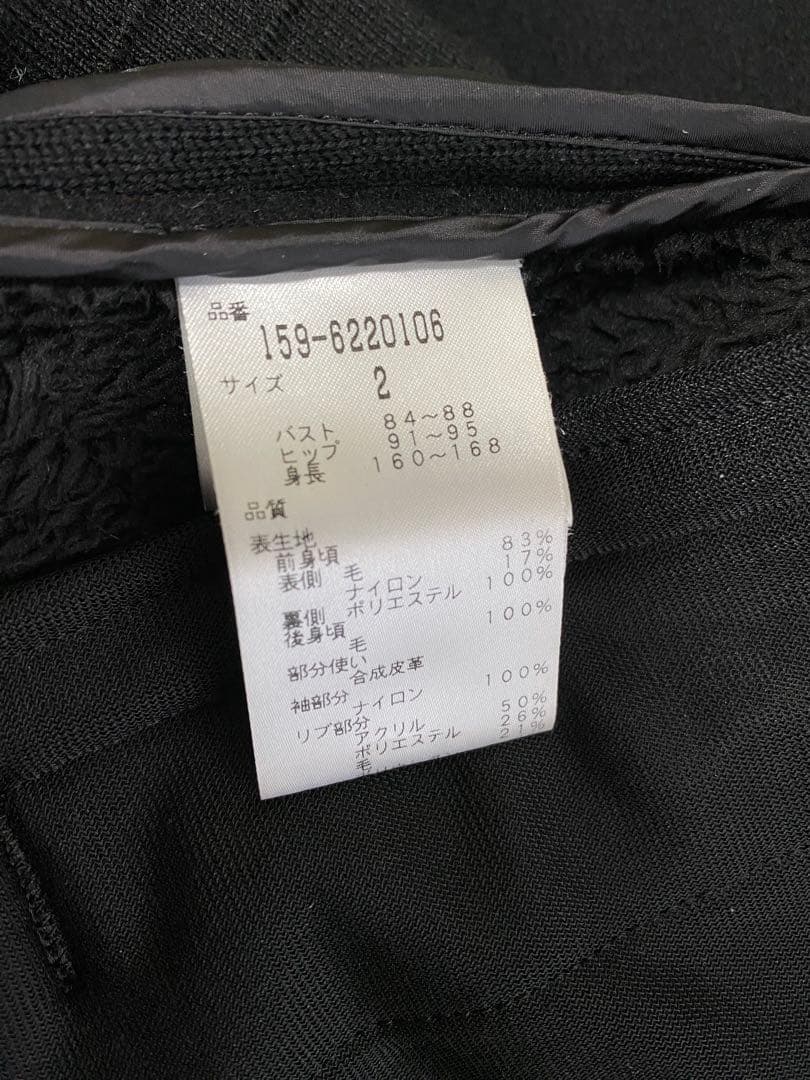 品番
159-6220106
サイズ 2
バスト 84～88
ヒップ 91～95
身長 160～168
品質
表生地
前身頃
表側 毛 83%
ナイロン 17%
裏側 ポリエステル 100%
後身頃
毛 100%
部分使い
合成皮革
袖部分
ナイロン 100%
リブ部分
アクリル 50%
ポリエステル 26%
毛 21%